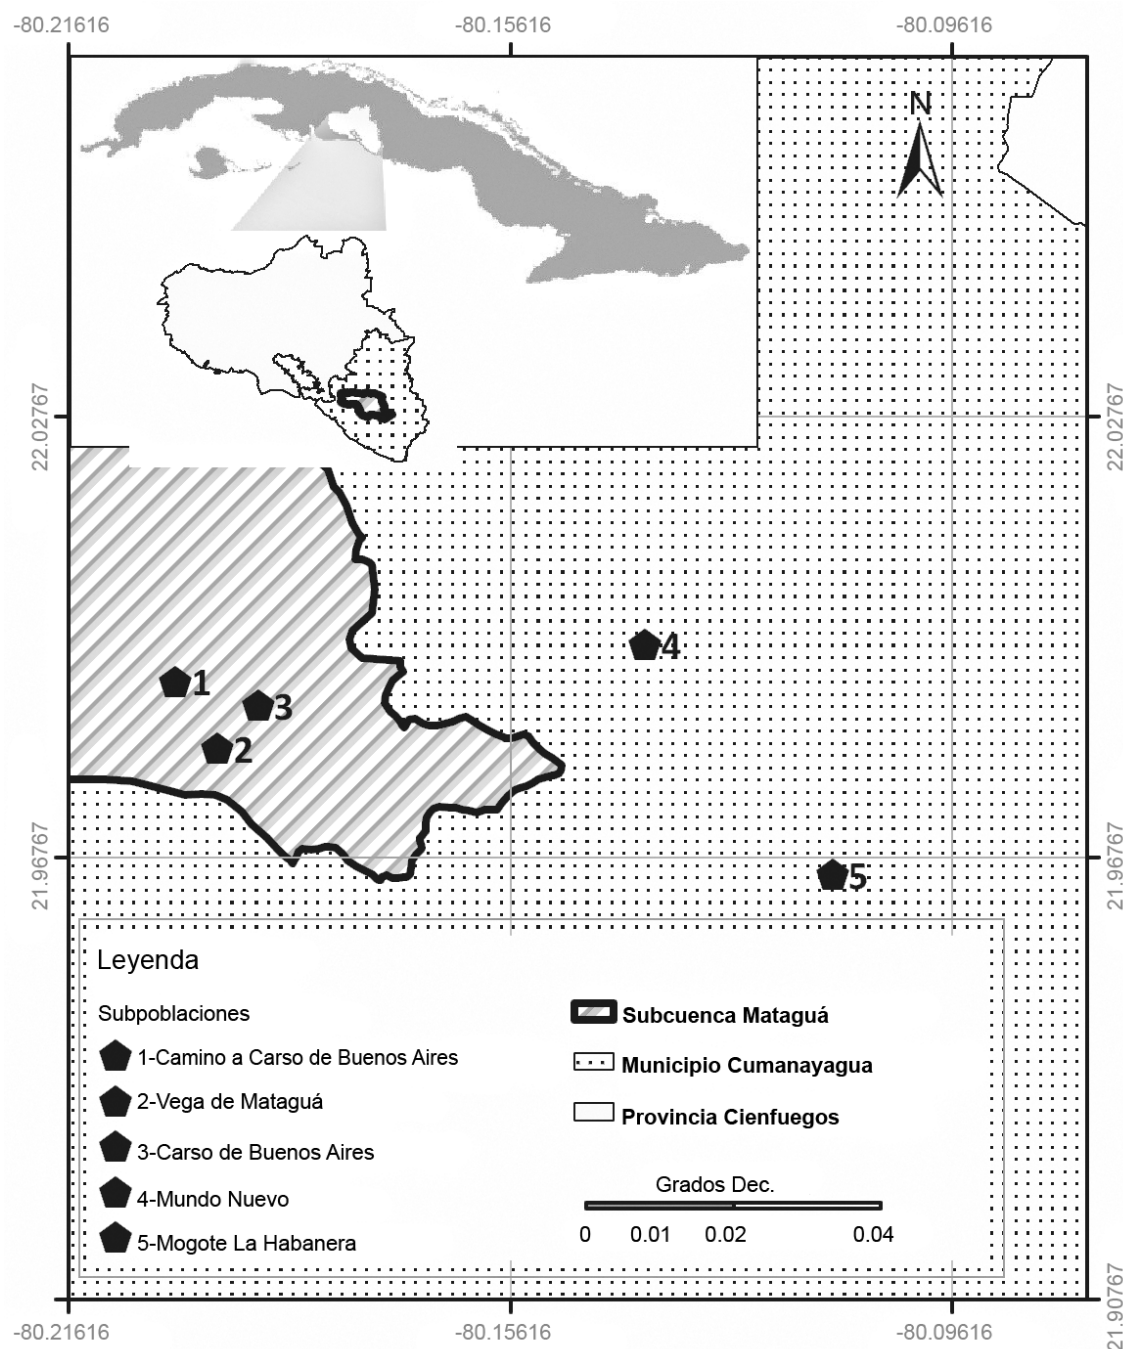 -80.21616 -80.15616 -80.09616
N
22.02767 22.02767
4
1
3
2
21.96767 21.96767
5
Leyenda
Subpoblaciones
1-Camino a Carso de Buenos Aires
2-Vega de Mataguá
3-Carso de Buenos Aires
4-Mundo Nuevo
5-Mogote La Habanera
Subcuenca Mataguá
Municipio Cumanayagua
Provincia Cienfuegos
Grados Dec.
0 0.01 0.02 0.04
21.90767
-80.21616 -80.15616 -80.09616